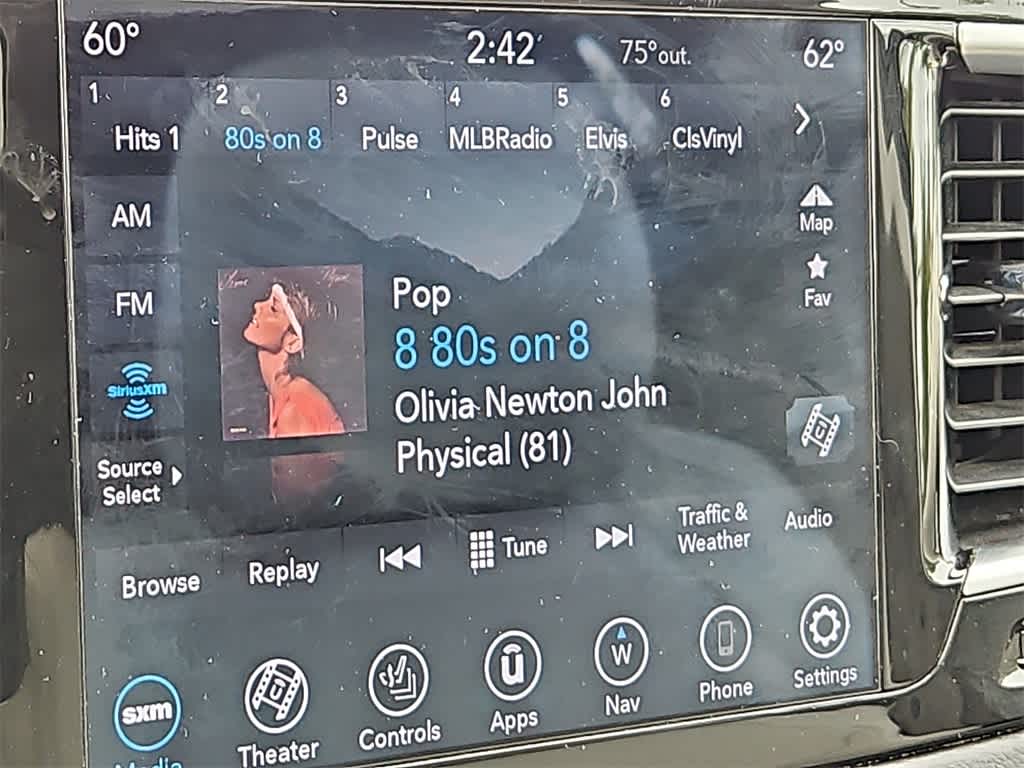 60° 2:42 75° out. 62°
1 2 3 4 5 6
Hits 1 80s on 8 Pulse MLBRadio Elvis ClsVinyl
AM
Map
FM
Fav
SiriusXM
Pop
8 80s on 8
Olivia Newton John
Physical (81)
Source
Select
Browse Replay Tune
Traffic &
Weather
Audio
sxm
Media
Theater Controls
u
Apps
W
Nav Phone Settings